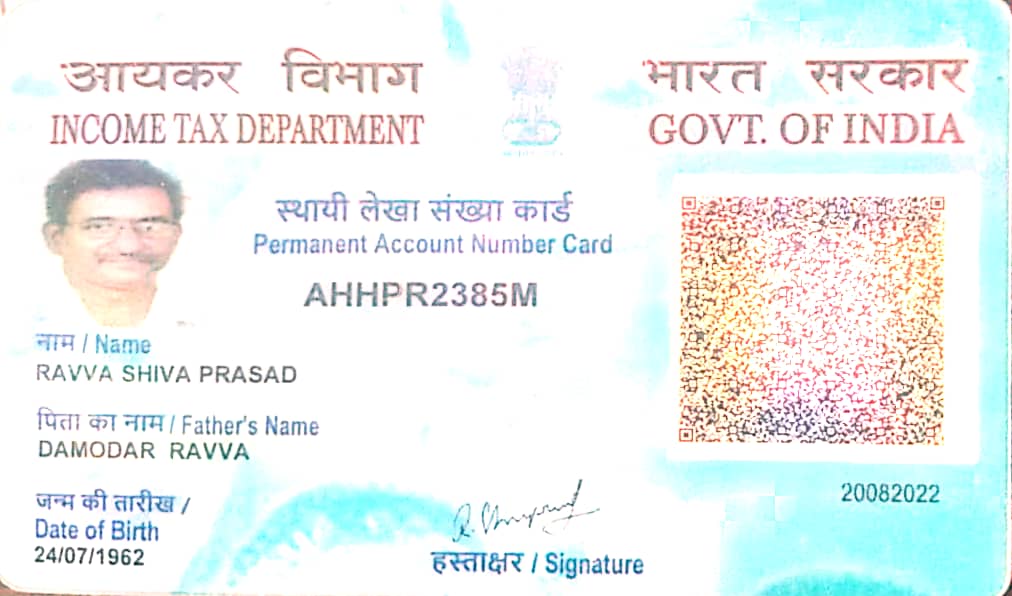 आयकर विभाग
INCOME TAX DEPARTMENT
भारत सरकार
GOVT. OF INDIA
स्थायी लेखा संख्या कार्ड
Permanent Account Number Card
AHHPR2385M
नाम / Name
RAVVA SHIVA PRASAD
पिता का नाम / Father's Name
DAMODAR RAVVA
जन्म की तारीख /
Date of Birth
24/07/1962
हस्ताक्षर / Signature
20082022